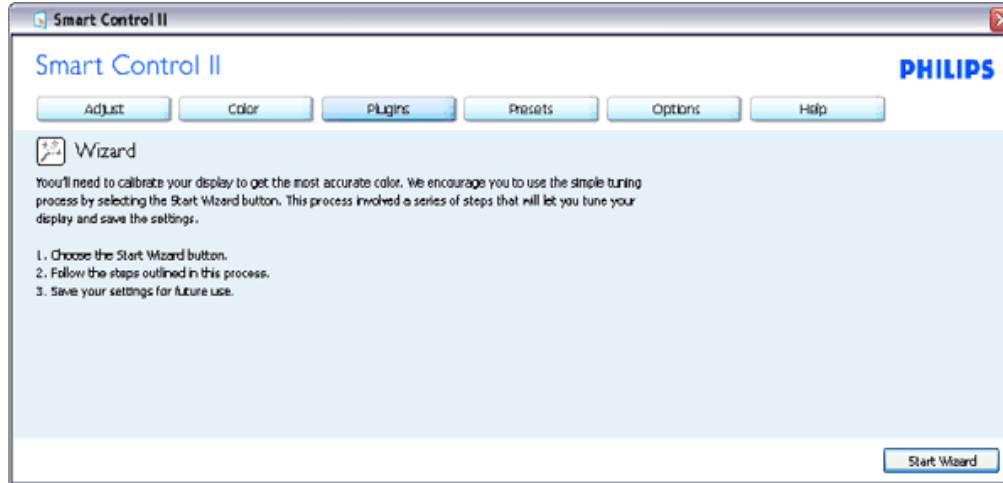 Smart Control II
Smart Control II
PHILIPS
Adjust Color Plugins Presets Options Help
Wizard
Yoou'll need to calibrate your display to get the most accurate color. We encourage you to use the simple tuning
process by selecting the Start Wizard button. This process involved a series of steps that will let you tune your
display and save the settings.
1. Choose the Start Wizard button.
2. Follow the steps outlined in this process.
3. Save your settings for future use.
Start Wizard